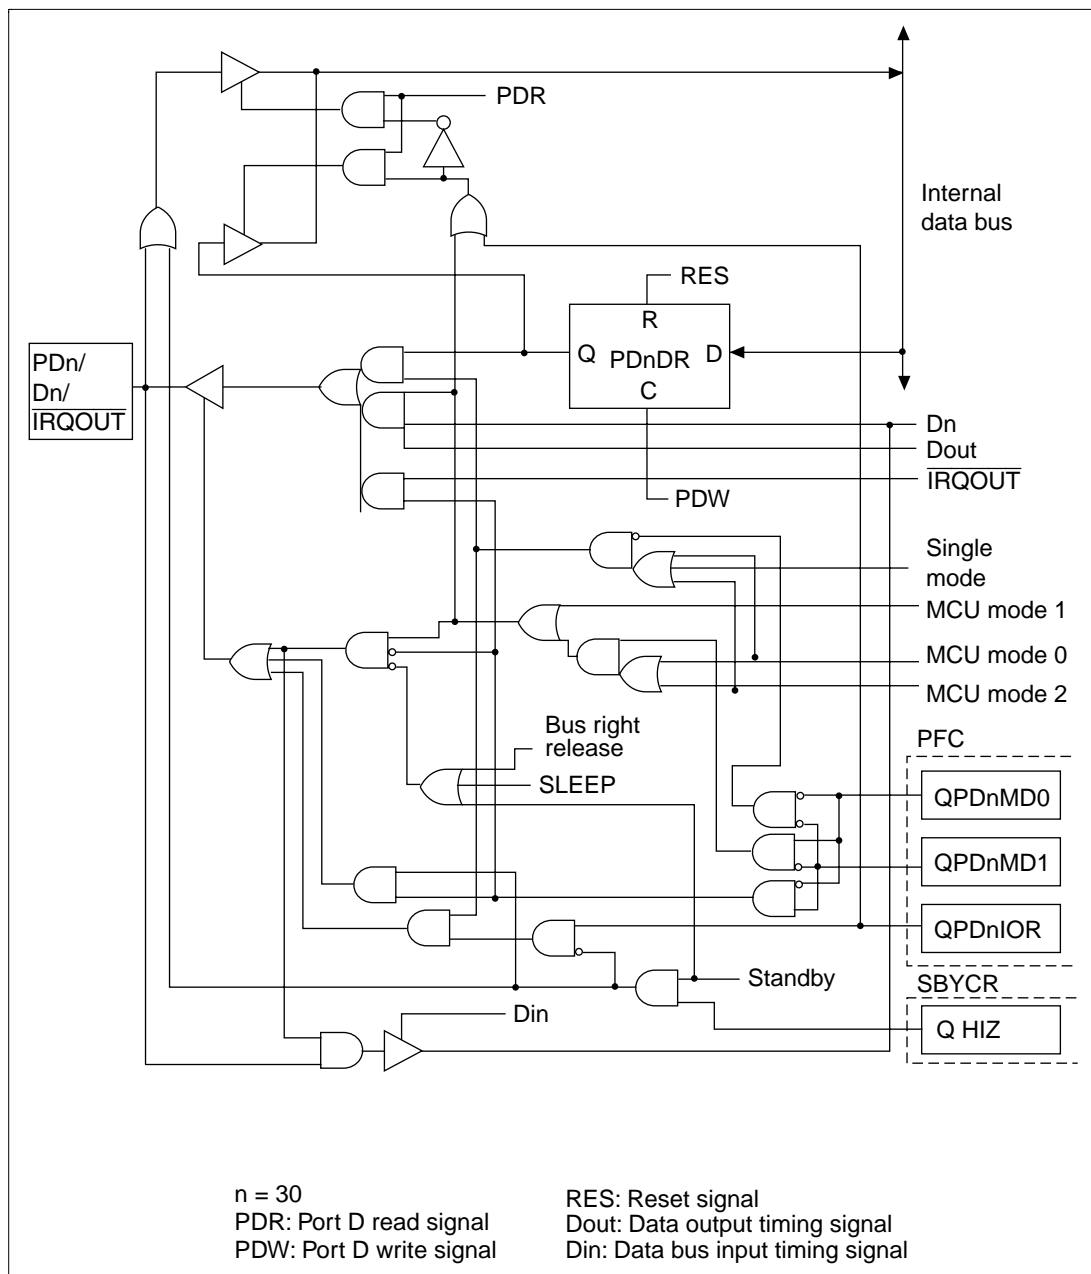 PDR
Internal
data bus
RES
R
Q
PDnDR
D
C
PDn/
Dn/
IRQOUT
Dn
Dout
IRQOUT
PDW
Single
mode
MCU mode 1
MCU mode 0
MCU mode 2
Bus right
release
SLEEP
PFC
QPDnMD0
QPDnMD1
QPDnIOR
Standby
SBYCR
Q HIZ
Din
n = 30
PDR: Port D read signal
PDW: Port D write signal
RES: Reset signal
Dout: Data output timing signal
Din: Data bus input timing signal